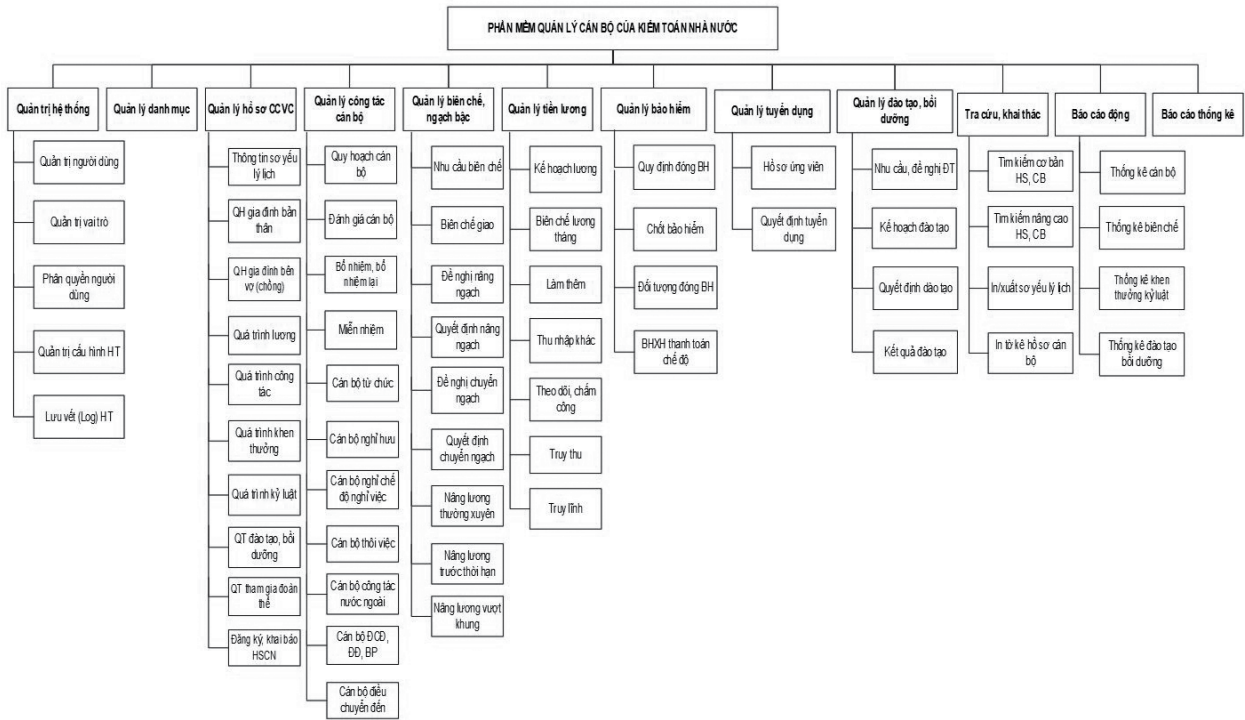 PHẦN MỀM QUẢN LÝ CÁN BỘ CỦA KIỂM TOÁN NHÀ NƯỚC
Quản trị hệ thống
Quản trị người dùng
Quản trị vai trò
Phân quyền người
dùng
Quản trị cấu hình HT
Lưu vết (Log) HT
Quản lý danh mục
Quản lý hồ sơ CCVC
Thông tin sơ yếu
lý lịch
QH gia đình bản
thân
QH gia đình bên
vợ (chồng)
Quá trình lương
Quá trình công
tác
Quá trình khen
thưởng
Quá trình kỷ luật
QT đào tạo, bồi
dưỡng
QT tham gia đoàn
thể
Đăng ký, khai báo
HSCN
Quản lý công tác
cán bộ
Quy hoạch cán
bộ
Đánh giá cán bộ
Bổ nhiệm, bổ
nhiệm lại
Miễn nhiệm
Cán bộ từ chức
Cán bộ nghỉ hưu
Cán bộ nghỉ chế
độ nghỉ việc
Cán bộ thôi việc
Cán bộ công tác
nước ngoài
Cán bộ ĐCĐ,
ĐĐ, BP
Cán bộ điều
chuyển đến
Quản lý biên chế,
ngạch bậc
Nhu cầu biên chế
Biên chế giao
Đề nghị nâng
ngạch
Quyết định nâng
ngạch
Đề nghị chuyển
ngạch
Quyết định
chuyển ngạch
Nâng lương
thường xuyên
Nâng lương
trước thời hạn
Nâng lương vượt
khung
Quản lý tiền lương
Kế hoạch lương
Biên chế lương
tháng
Làm thêm
Thu nhập khác
Theo dõi, chấm
công
Truy thu
Truy lĩnh
Quản lý bảo hiểm
Quy định đóng BH
Chốt bảo hiểm
Đối tượng đóng BH
BHXH thanh toán
chế độ
Quản lý tuyển dụng
Hồ sơ ứng viên
Quyết định tuyển
dụng
Quản lý đào tạo, bồi
dưỡng
Nhu cầu, đề nghị ĐT
Kế hoạch đào tạo
Quyết định dào tạo
Kết quả đào tạo
Tra cứu, khai thác
Tìm kiếm cơ bản
HS, CB
Tìm kiếm nâng cao
HS, CB
In/xuất sơ yếu lý lịch
In tờ kê hồ sơ cán
bộ
Báo cáo động
Thống kê cán bộ
Thống kê biên chế
Thống kê khen
thưởng kỷ luật
Thống kê đào tạo
bồi dưỡng
Báo cáo thống kê